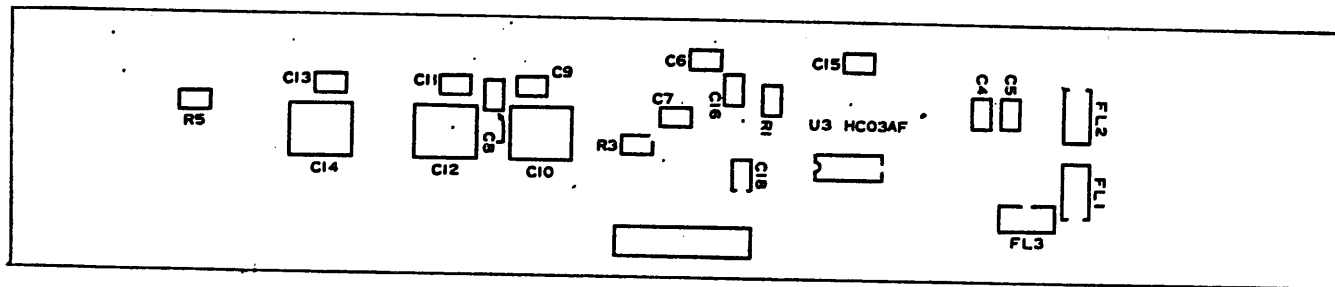 R5
C13
C14
C11
C12
C8
C9
C10
C6
C7
R3
C16
R1
C18
C15
U3 HC03AF
C4
C5
FL2
FL1
FL3